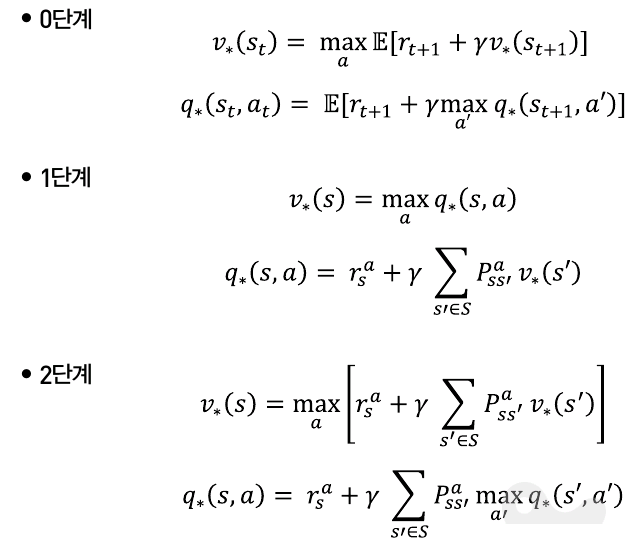 • 0단계
v∗(sₜ) = max_a 𝔼[rₜ₊₁ + γv∗(sₜ₊₁)]
q∗(sₜ, aₜ) = 𝔼[rₜ₊₁ + γ max_a′ q∗(sₜ₊₁, a′)]
• 1단계
v∗(s) = max_a q∗(s, a)
q∗(s, a) = r_s^a + γ ∑_{s′∈S} P_{ss′}^a v∗(s′)
• 2단계
v∗(s) = max_a [r_s^a + γ ∑_{s′∈S} P_{ss′}^a v∗(s′)]
q∗(s, a) = r_s^a + γ ∑_{s′∈S} P_{ss′}^a max_a′ q∗(s′, a′)